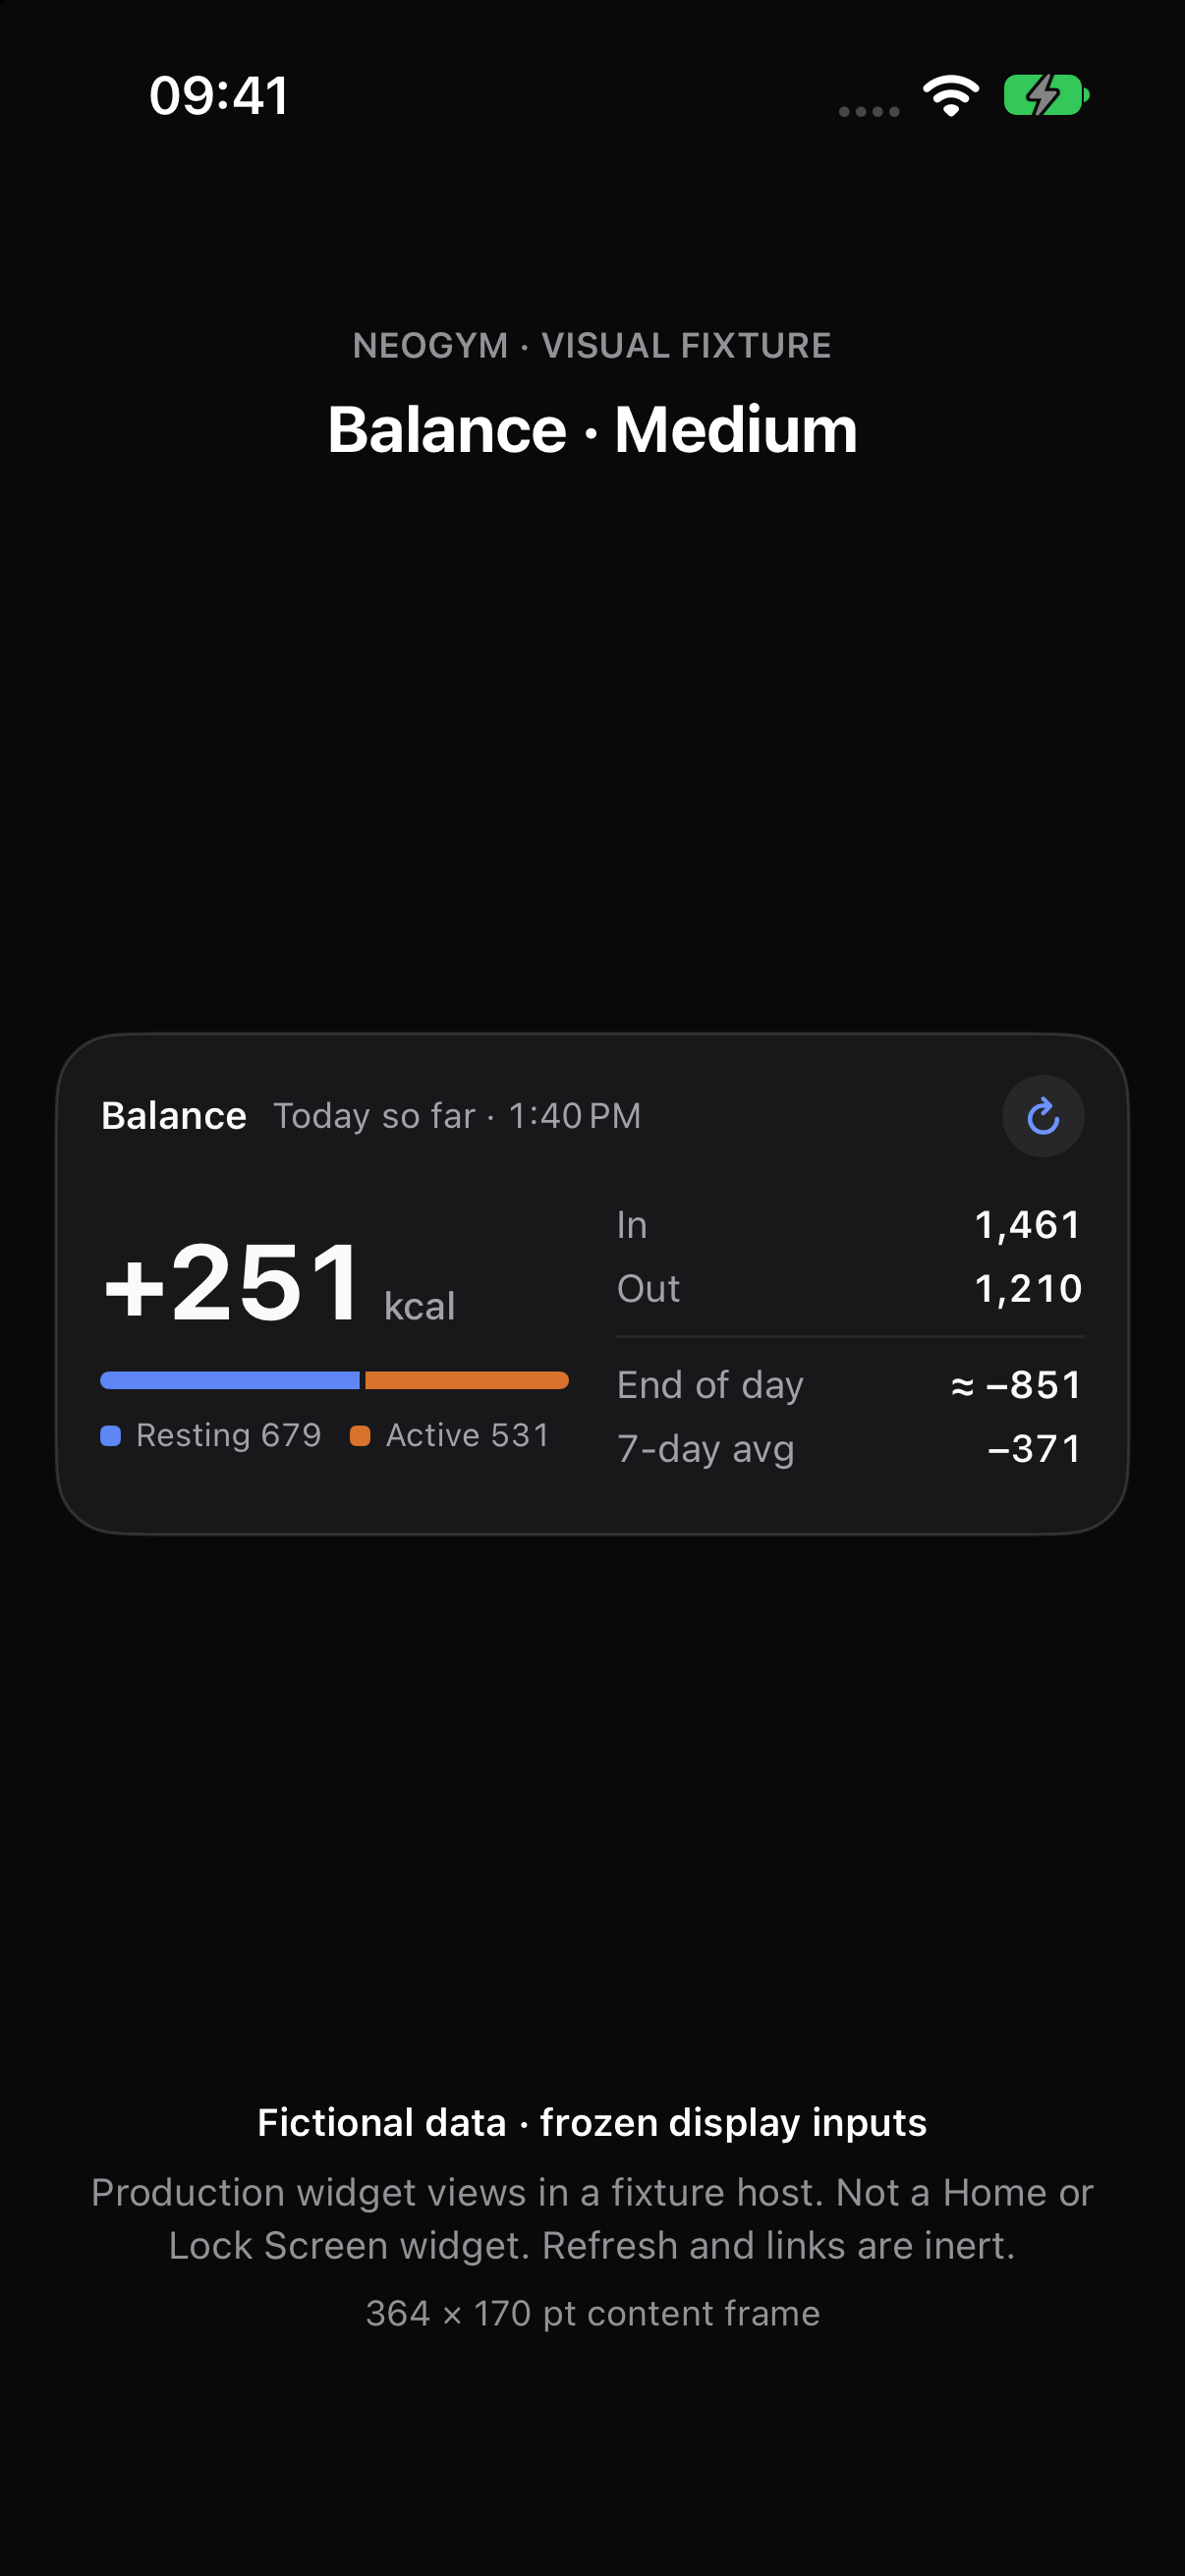 09:41
NEOGYM · VISUAL FIXTURE
Balance · Medium
Balance Today so far · 1:40 PM
+251 kcal
Resting 679 Active 531
In 1,461
Out 1,210
End of day ≈ −851
7-day avg −371
Fictional data · frozen display inputs
Production widget views in a fixture host. Not a Home or
Lock Screen widget. Refresh and links are inert.
364 × 170 pt content frame